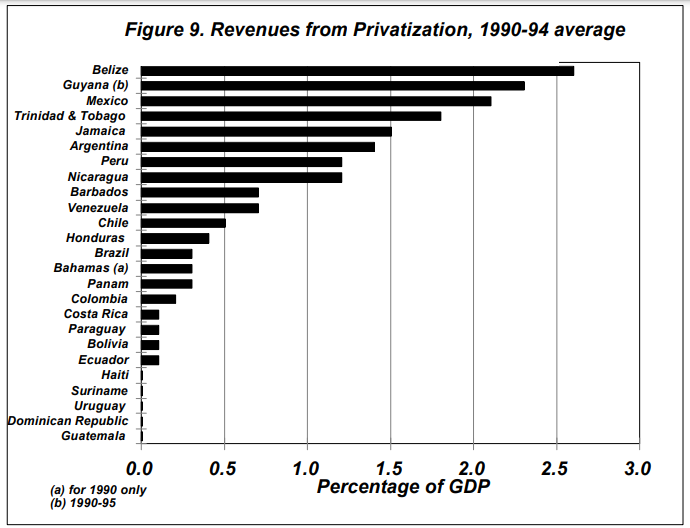 Figure 9. Revenues from Privatization, 1990-94 average
Belize
Guyana (b)
Mexico
Trinidad & Tobago
Jamaica
Argentina
Peru
Nicaragua
Barbados
Venezuela
Chile
Honduras
Brazil
Bahamas (a)
Panam
Colombia
Costa Rica
Paraguay
Bolivia
Ecuador
Haiti
Suriname
Uruguay
Dominican Republic
Guatemala
0.0 0.5 1.0 1.5 2.0 2.5 3.0
Percentage of GDP
(a) for 1990 only
(b) 1990-95